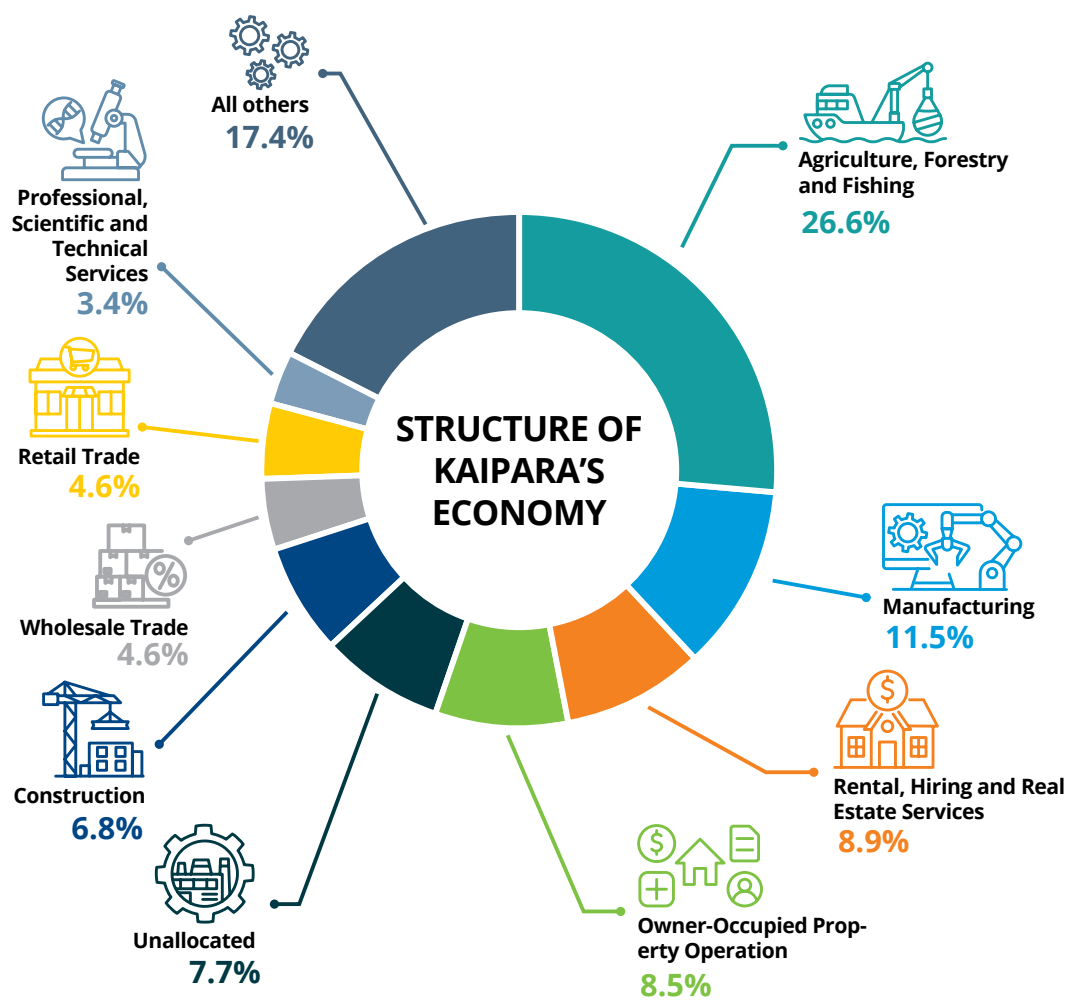 STRUCTURE OF
KAIPARA'S
ECONOMY
Agriculture, Forestry
and Fishing
26.6%
Manufacturing
11.5%
$
Rental, Hiring and Real
Estate Services
8.9%
$
Owner-Occupied Prop-
erty Operation
8.5%
Unallocated
7.7%
Construction
6.8%
%
Wholesale Trade
4.6%
Retail Trade
4.6%
Professional,
Scientific and
Technical
Services
3.4%
All others
17.4%